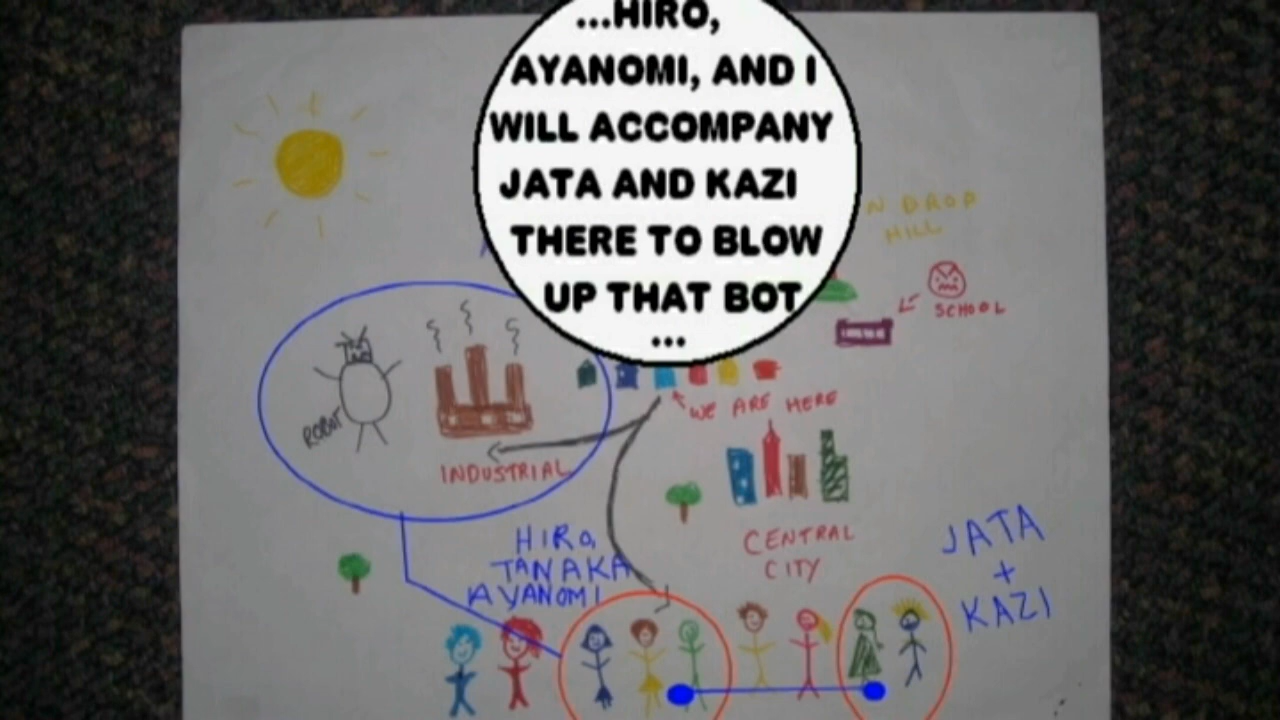 ...HIRO,
AYANOMI, AND I
WILL ACCOMPANY
JATA AND KAZI
THERE TO BLOW
UP THAT BOT
...
N DROP
HILL
SCHOOL
WE ARE HERE
ROBOT
INDUSTRIAL
CENTRAL
CITY
HIRO,
TANAKA
AYANOMI
JATA
+
KAZI